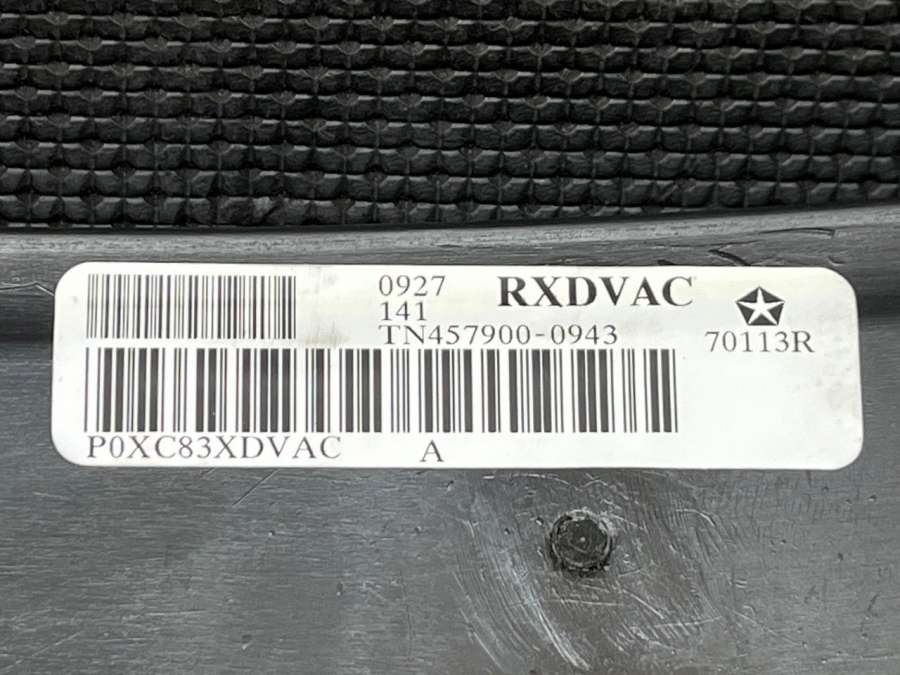 0927 RXDVAC
141
TN457900-0943
70113R
P0XC83XDVAC A